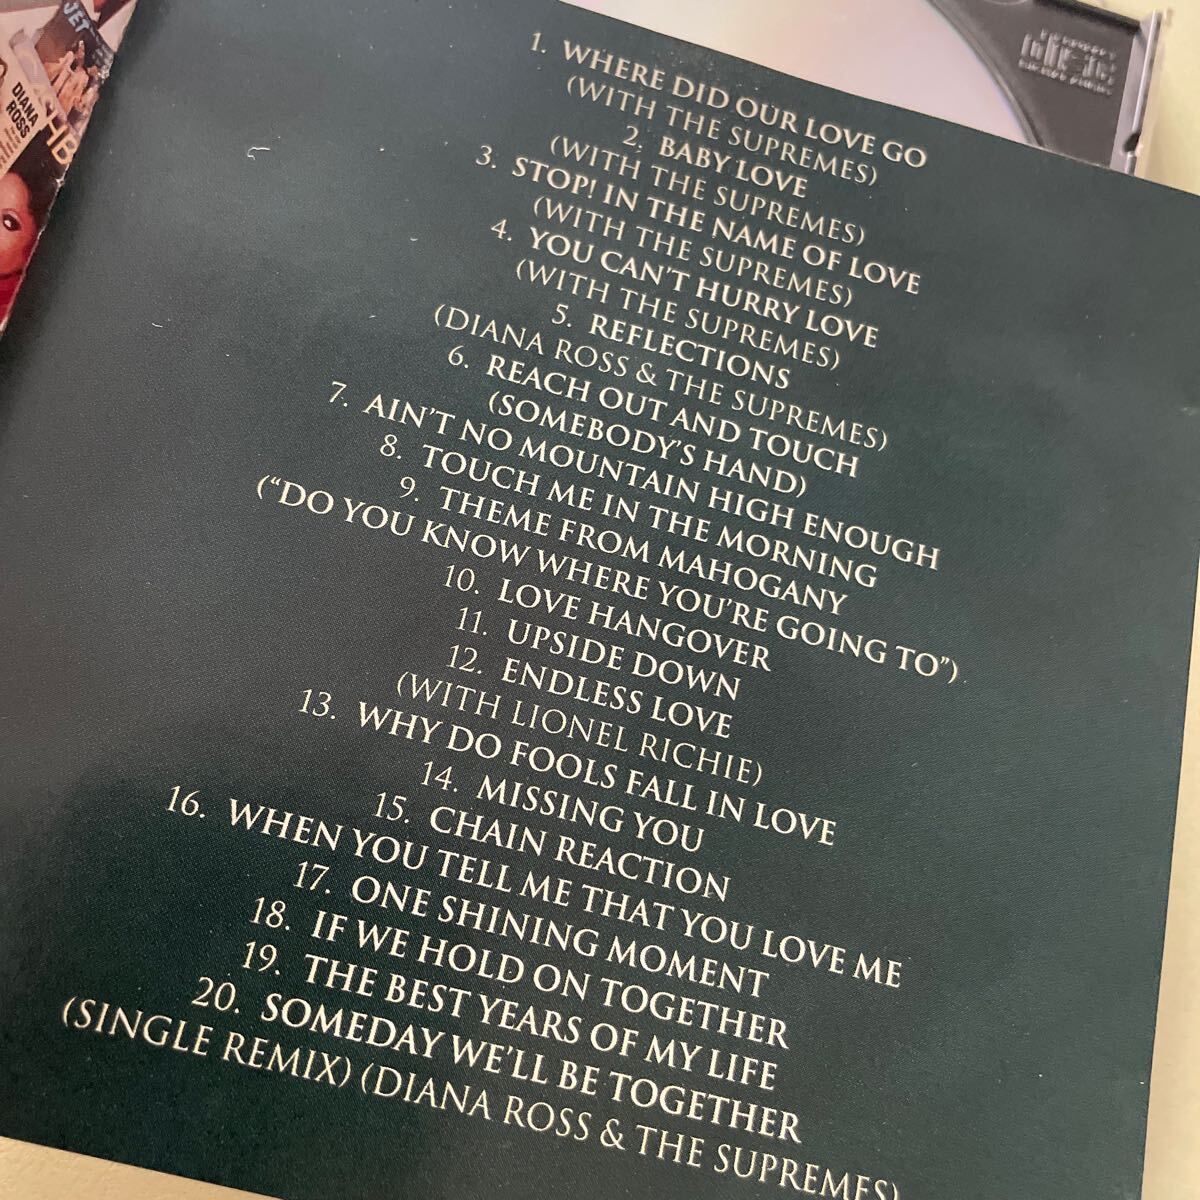 JET
DIANA
ROSS
HB
1. WHERE DID OUR LOVE GO
(WITH THE SUPREMES)
2. BABY LOVE
(WITH THE SUPREMES)
3. STOP! IN THE NAME OF LOVE
(WITH THE SUPREMES)
4. YOU CAN'T HURRY LOVE
(WITH THE SUPREMES)
5. REFLECTIONS
(DIANA ROSS & THE SUPREMES)
6. REACH OUT AND TOUCH
(SOMEBODY'S HAND)
7. AIN'T NO MOUNTAIN HIGH ENOUGH
8. TOUCH ME IN THE MORNING
9. THEME FROM MAHOGANY
("DO YOU KNOW WHERE YOU'RE GOING TO")
10. LOVE HANGOVER
11. UPSIDE DOWN
12. ENDLESS LOVE
(WITH LIONEL RICHIE)
13. WHY DO FOOLS FALL IN LOVE
14. MISSING YOU
15. CHAIN REACTION
16. WHEN YOU TELL ME THAT YOU LOVE ME
17. ONE SHINING MOMENT
18. IF WE HOLD ON TOGETHER
19. THE BEST YEARS OF MY LIFE
20. SOMEDAY WE'LL BE TOGETHER
(SINGLE REMIX) (DIANA ROSS & THE SUPREMES)